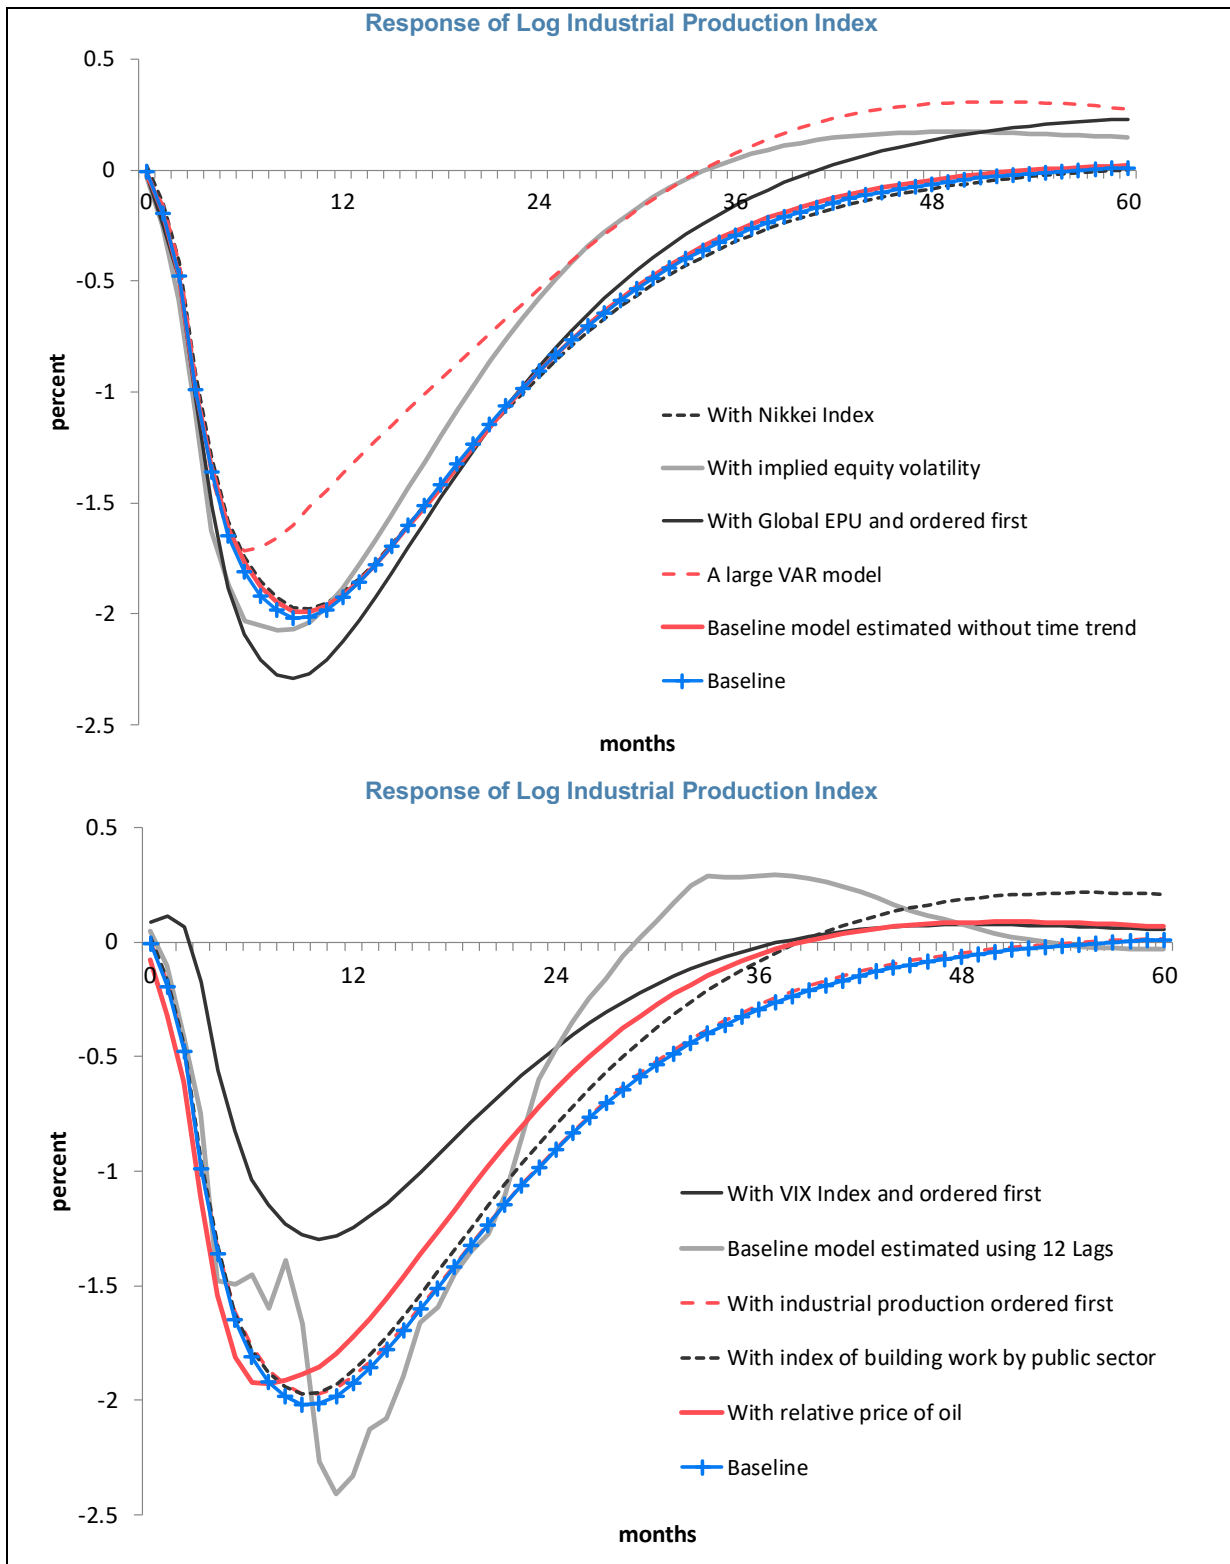 Response of Log Industrial Production Index
0.5
0
0 12 24 36 48 60
-0.5
-1
-1.5
-2
-2.5
percent
With Nikkei Index
With implied equity volatility
With Global EPU and ordered first
A large VAR model
Baseline model estimated without time trend
Baseline
months
Response of Log Industrial Production Index
0.5
0
0 12 24 36 48 60
-0.5
-1
-1.5
-2
-2.5
percent
With VIX Index and ordered first
Baseline model estimated using 12 Lags
With industrial production ordered first
With index of building work by public sector
With relative price of oil
Baseline
months